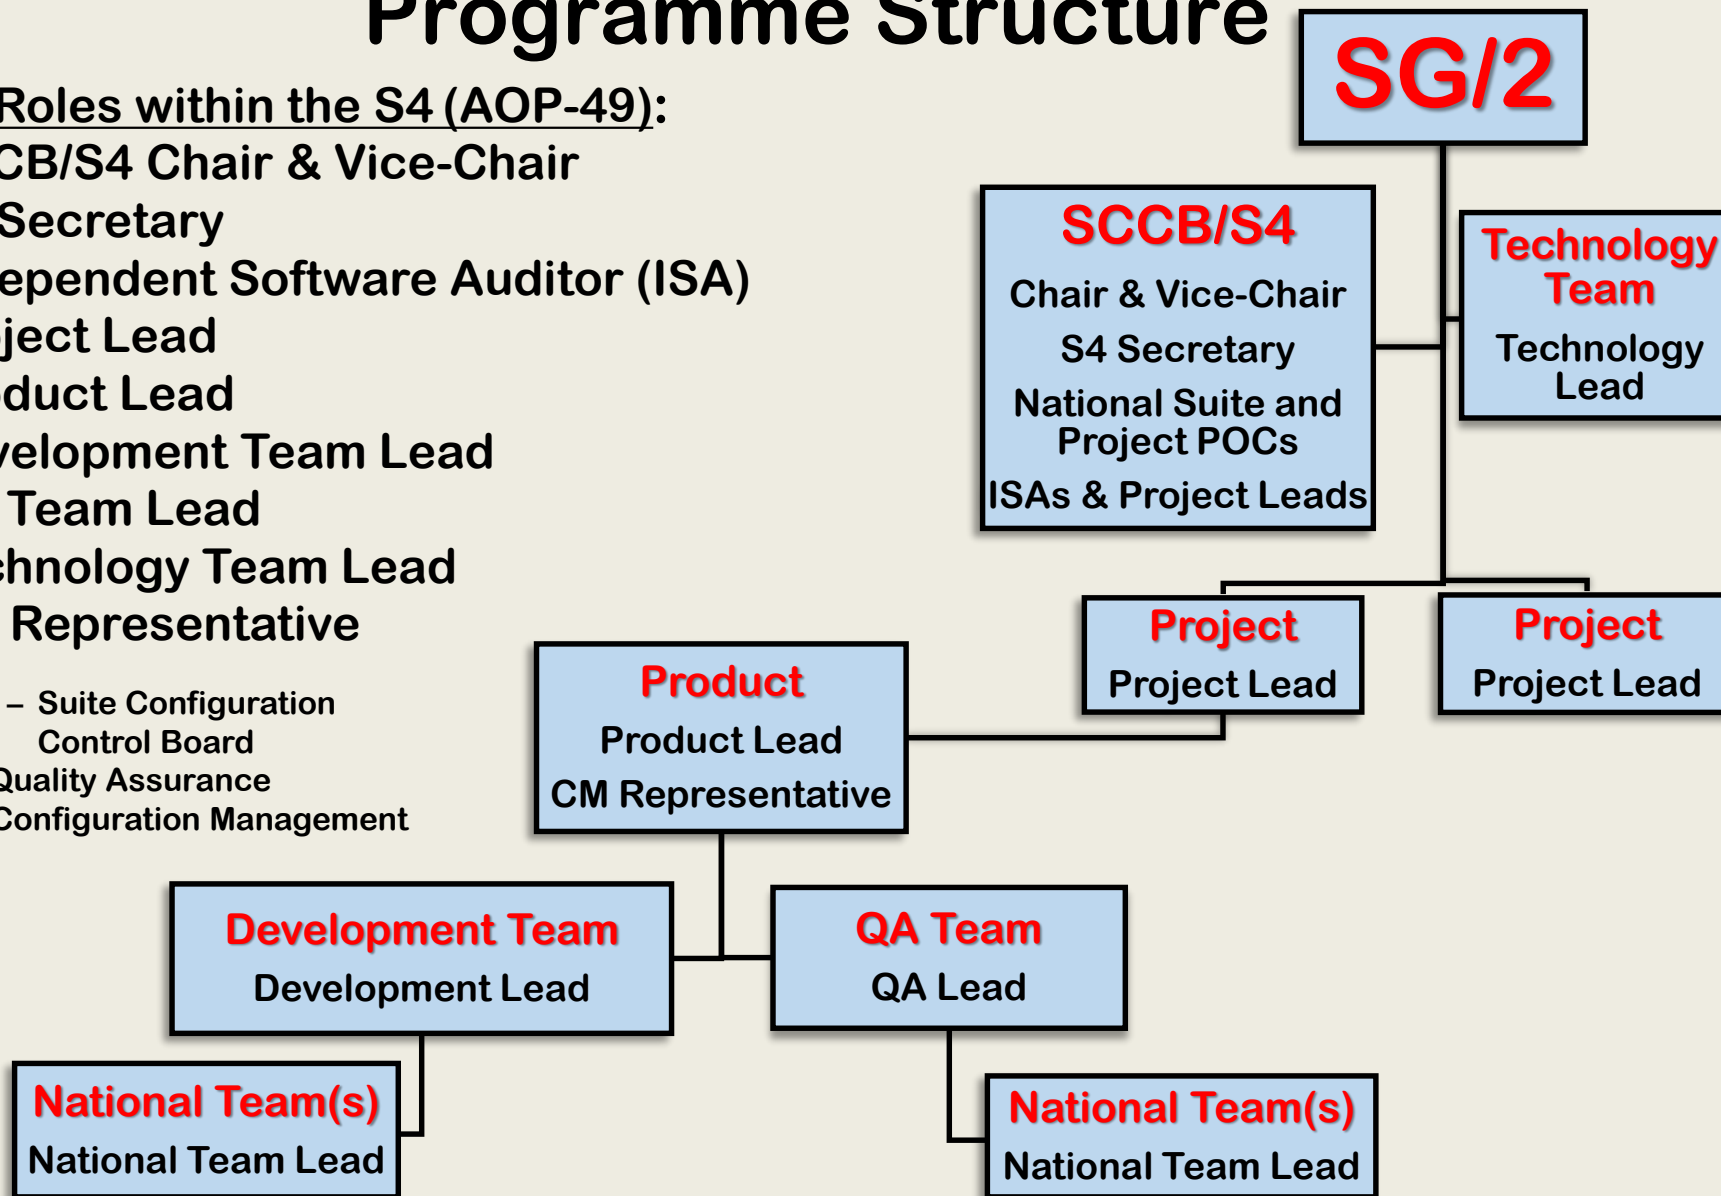 Programme Structure
Roles within the S4 (AOP-49):
CB/S4 Chair & Vice-Chair
Secretary
ependent Software Auditor (ISA)
ject Lead
duct Lead
velopment Team Lead
Team Lead
chnology Team Lead
Representative
– Suite Configuration
Control Board
Quality Assurance
Configuration Management
SG/2
SCCB/S4
Chair & Vice-Chair
S4 Secretary
National Suite and
Project POCs
ISAs & Project Leads
Technology
Team
Technology
Lead
Project
Project Lead
Project
Project Lead
Product
Product Lead
CM Representative
Development Team
Development Lead
QA Team
QA Lead
National Team(s)
National Team Lead
National Team(s)
National Team Lead